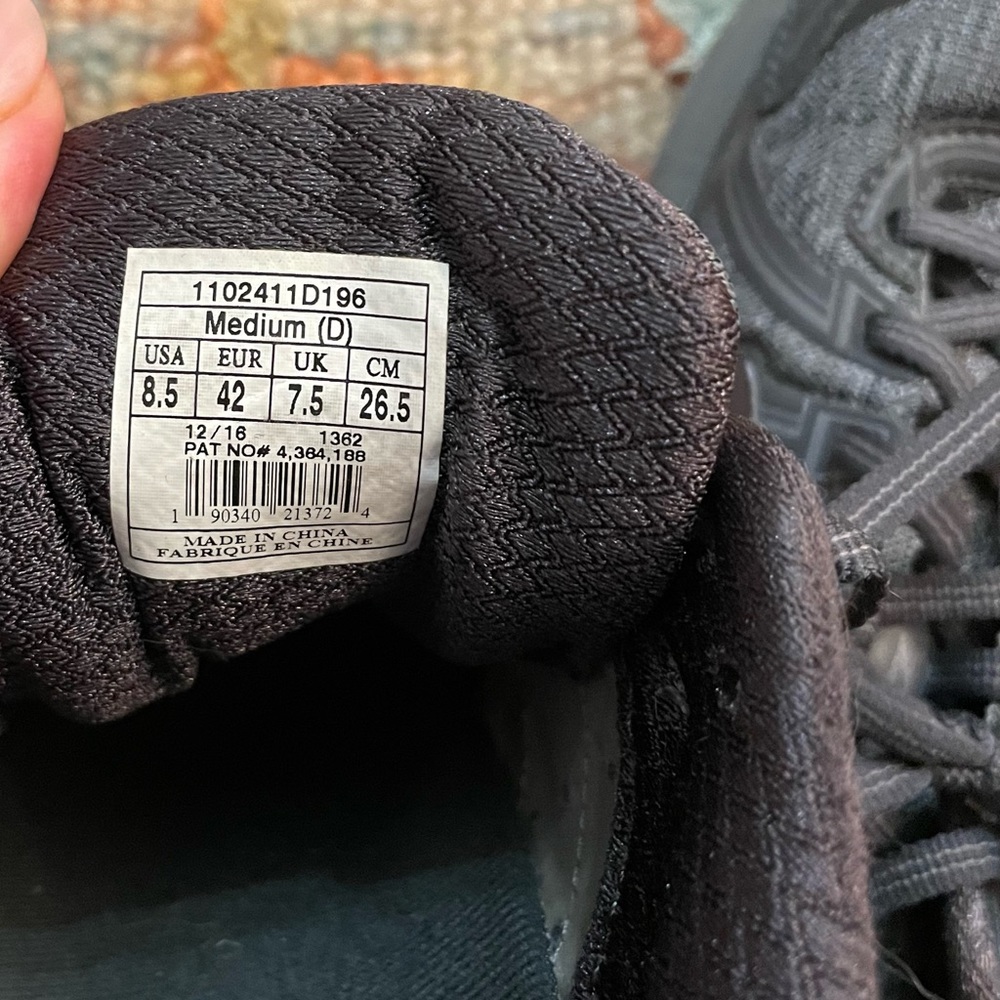 1102411D196
Medium (D)
USA EUR UK CM
8.5 42 7.5 26.5
12/16 1362
PAT NO# 4,364,188
1 90340 21372 4
MADE IN CHINA
FABRIQUE EN CHINE